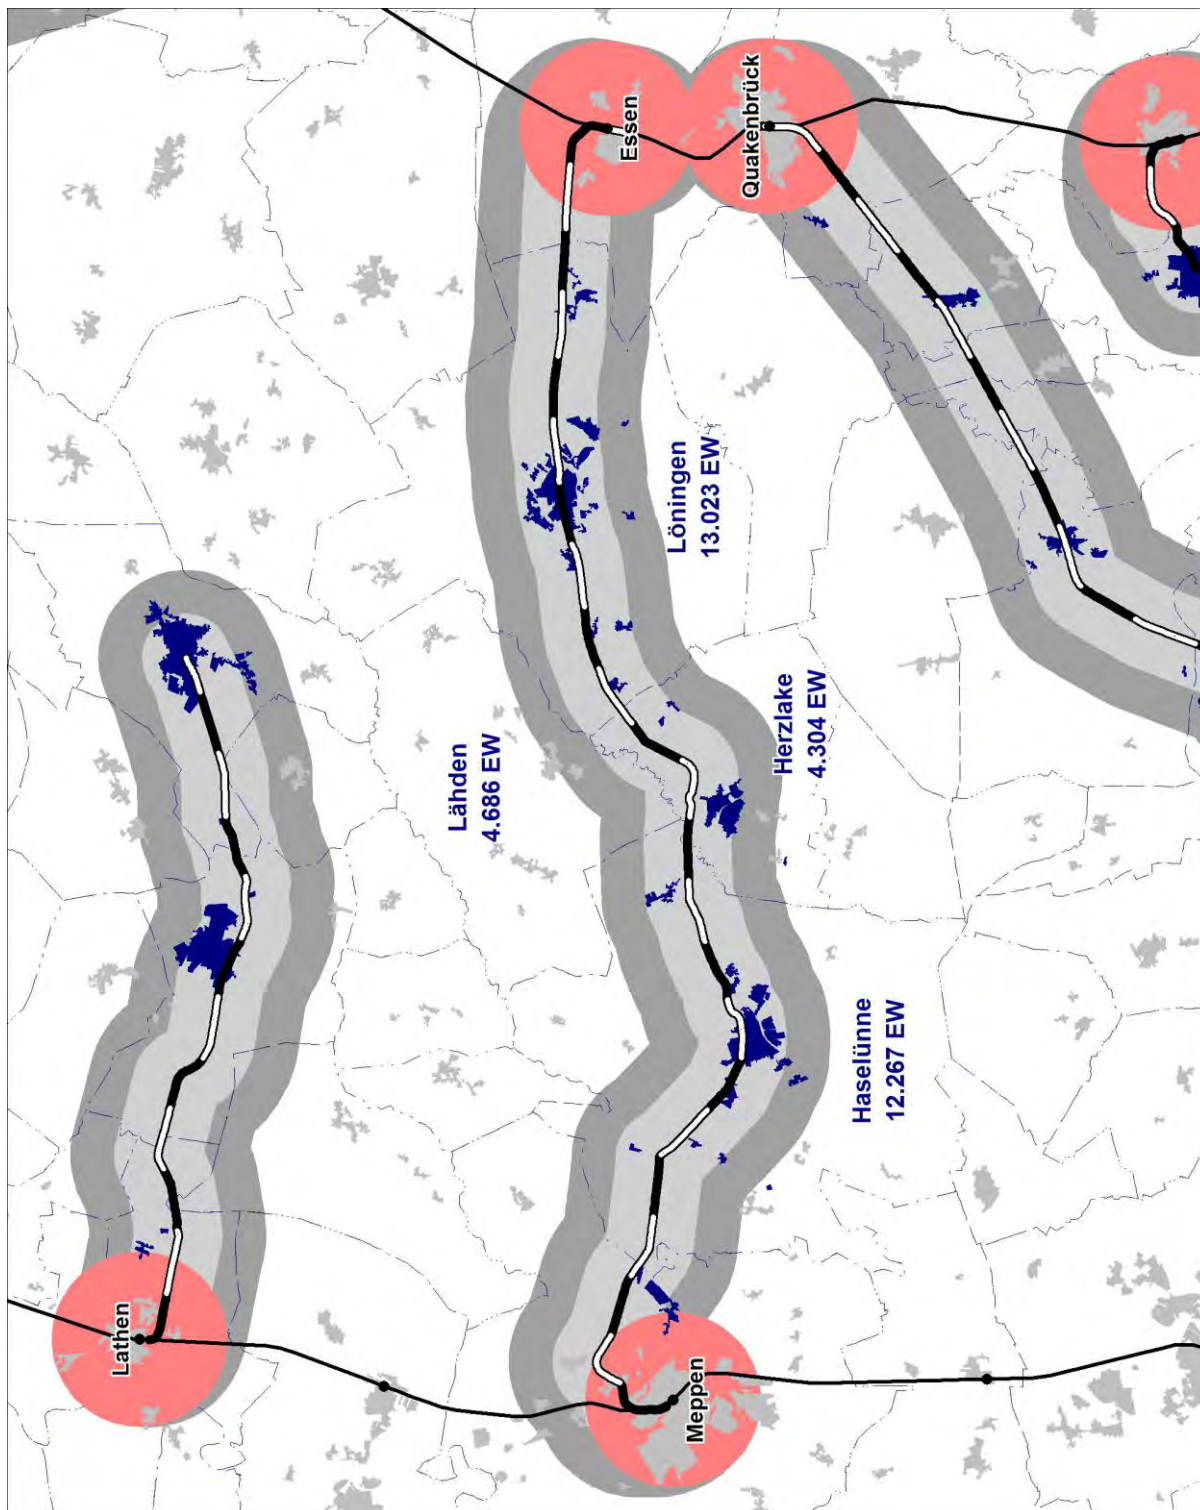 Essen
Quakenbrück
Löningen
13.023 EW
Lähden
4.686 EW
Herzlake
4.304 EW
Haselünne
12.267 EW
Lathen
Meppen